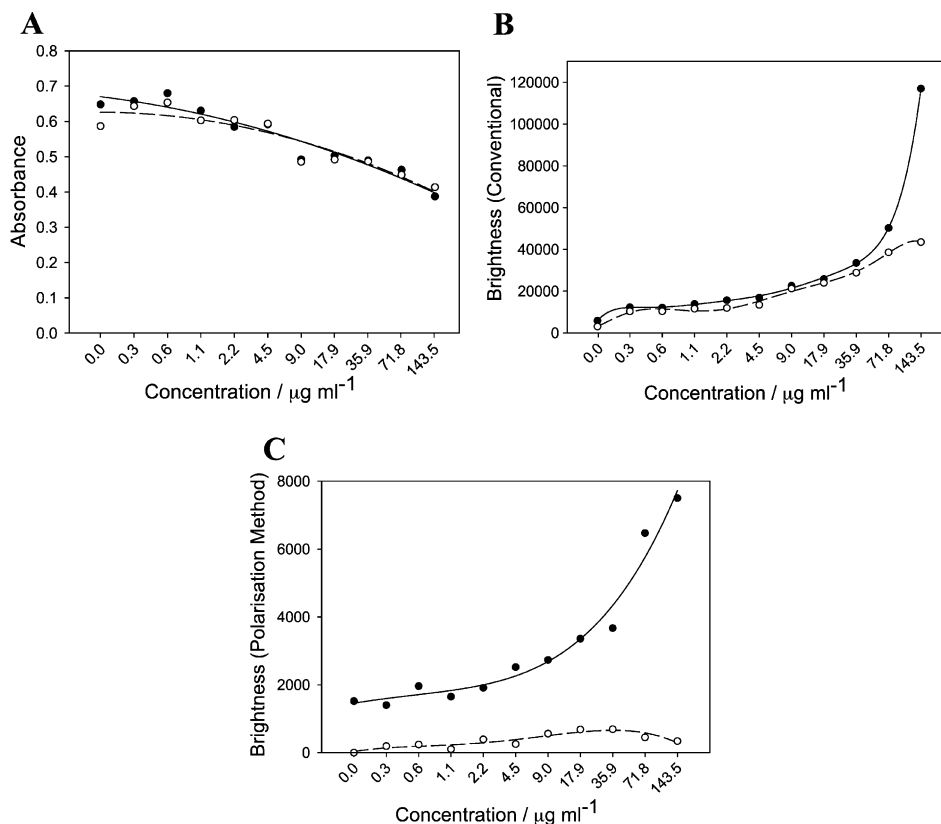 A
Absorbance
0.8
0.7
0.6
0.5
0.4
0.3
0.2
0.1
0.0
0.0 0.3 0.6 1.1 2.2 4.5 9.0 17.9 35.9 71.8 143.5
Concentration / µg ml⁻¹
B
Brightness (Conventional)
120000
100000
80000
60000
40000
20000
0
0.0 0.3 0.6 1.1 2.2 4.5 9.0 17.9 35.9 71.8 143.5
Concentration / µg ml⁻¹
C
Brightness (Polarisation Method)
8000
6000
4000
2000
0
0.0 0.3 0.6 1.1 2.2 4.5 9.0 17.9 35.9 71.8 143.5
Concentration / µg ml⁻¹